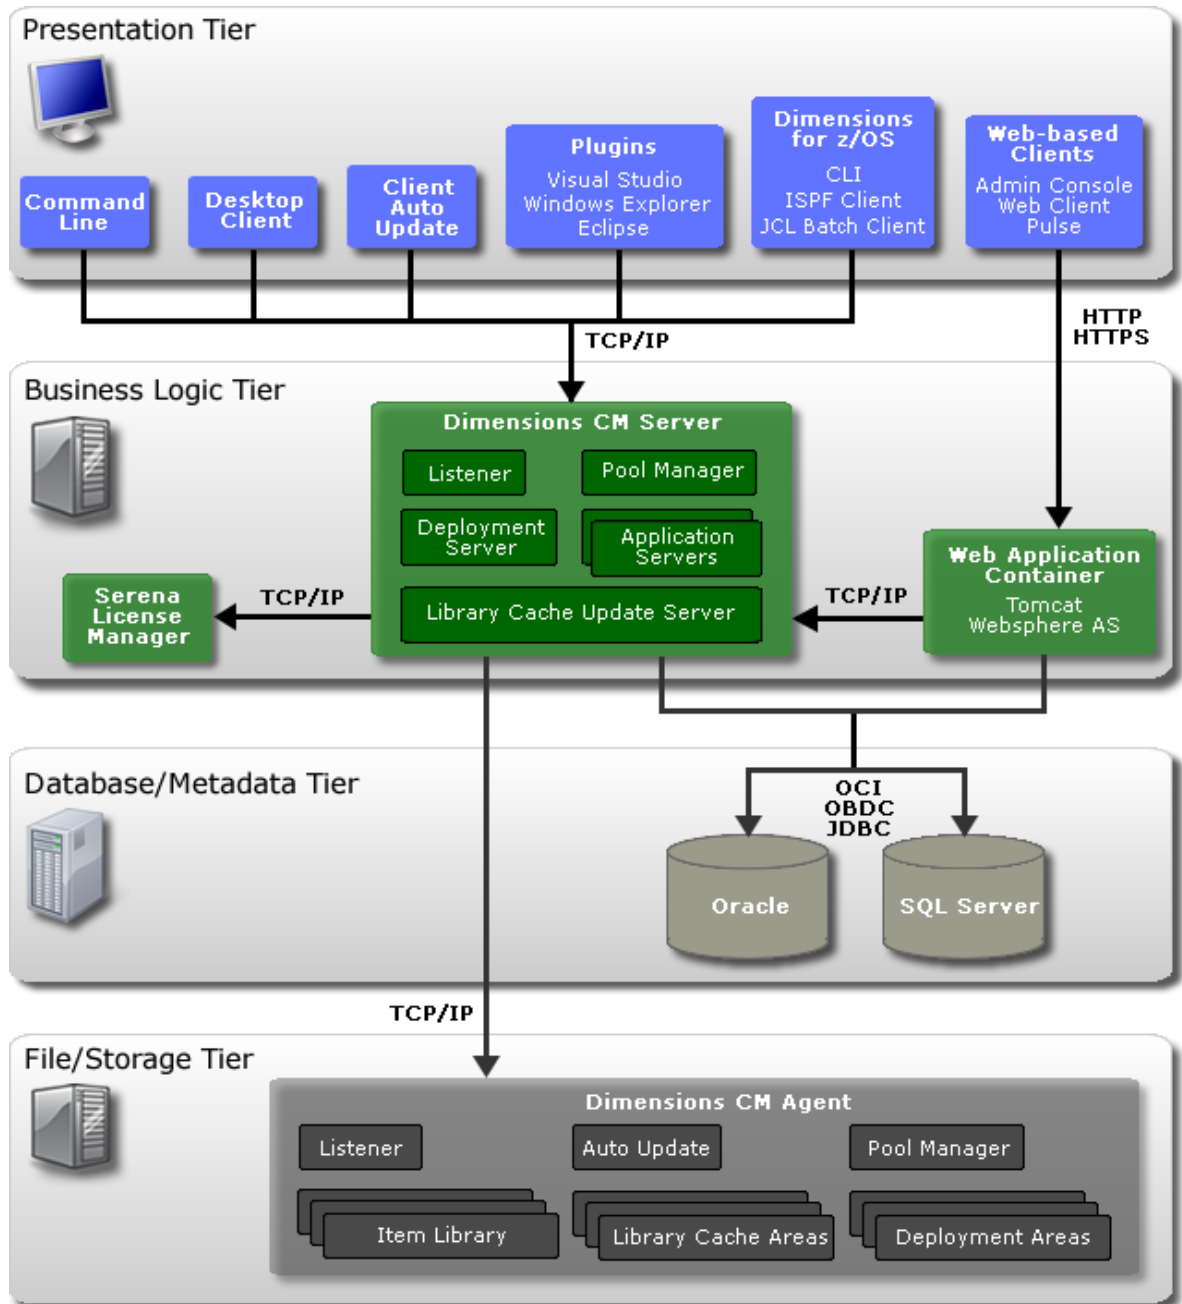 Presentation Tier
Command
Line
Desktop
Client
Client
Auto
Update
Plugins
Visual Studio
Windows Explorer
Eclipse
Dimensions
for z/OS
CLI
ISPF Client
JCL Batch Client
Web-based
Clients
Admin Console
Web Client
Pulse
TCP/IP
HTTP
HTTPS
Business Logic Tier
Dimensions CM Server
Listener
Pool Manager
Deployment
Server
Application
Servers
Library Cache Update Server
Serena
License
Manager
TCP/IP
TCP/IP
Web Application
Container
Tomcat
Websphere AS
Database/Metadata Tier
OCI
OBDC
JDBC
Oracle
SQL Server
TCP/IP
File/Storage Tier
Dimensions CM Agent
Listener
Auto Update
Pool Manager
Item Library
Library Cache Areas
Deployment Areas